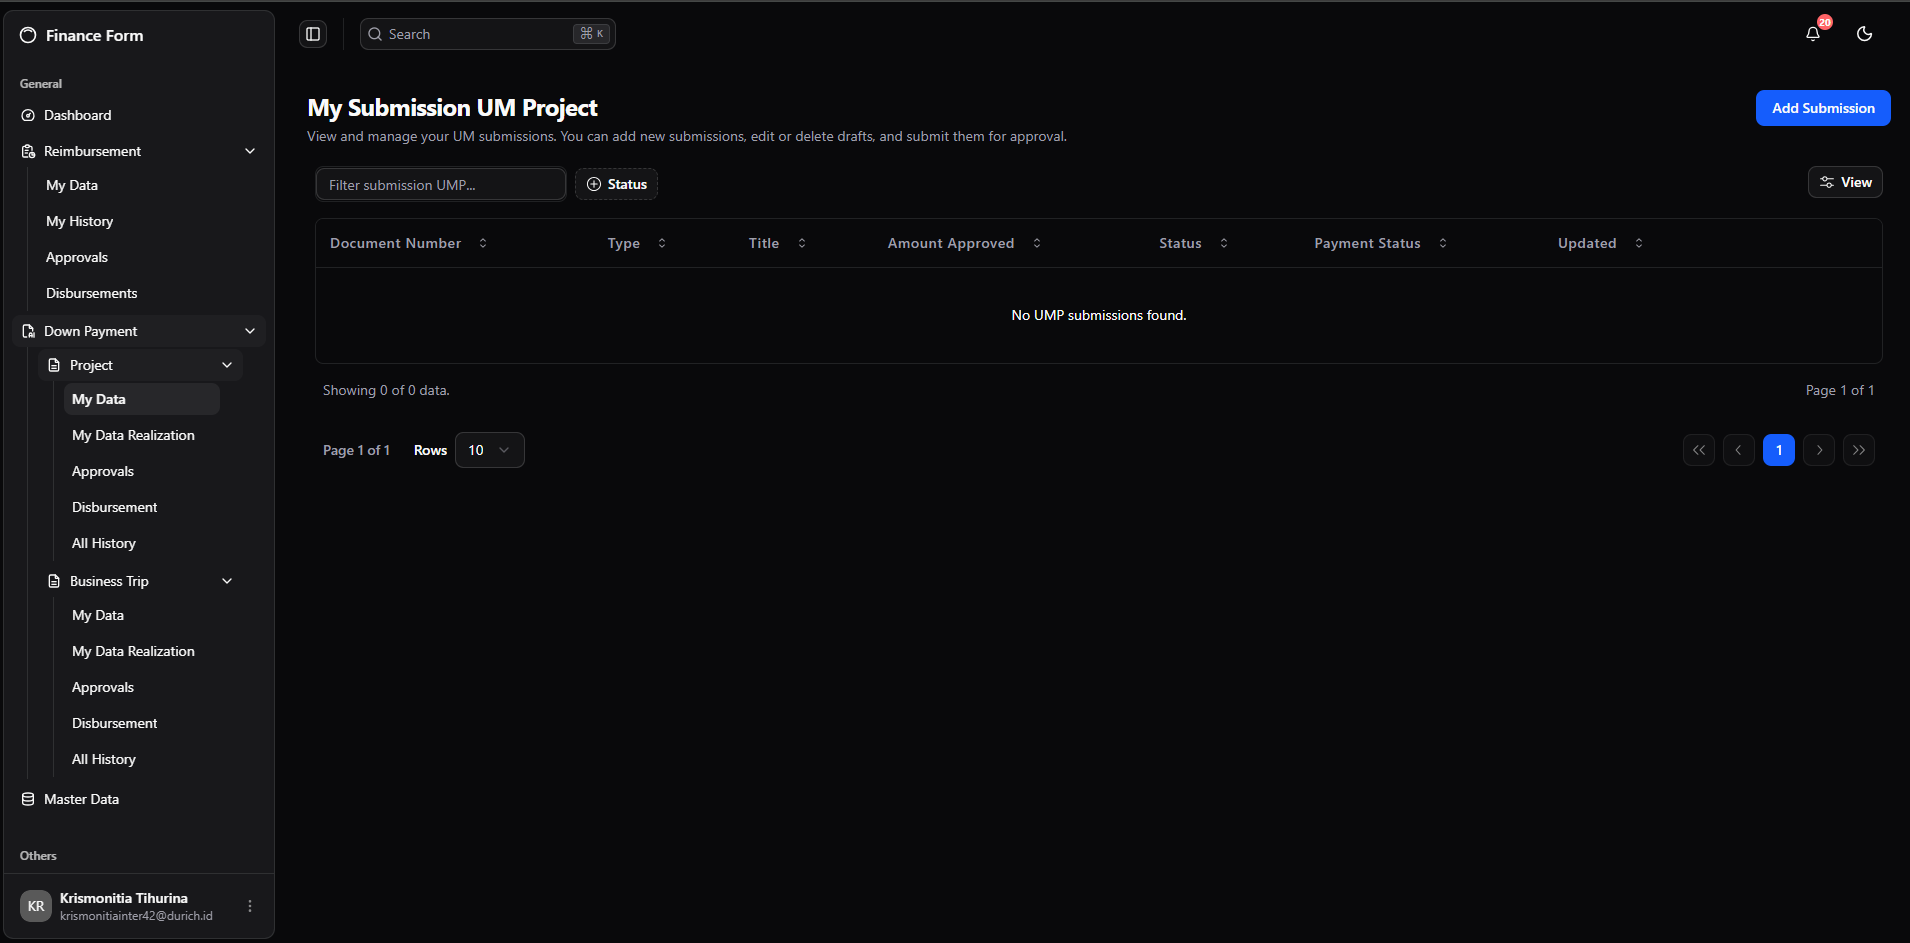 Finance Form
General
Dashboard
Reimbursement
My Data
My History
Approvals
Disbursements
Down Payment
Project
My Data
My Data Realization
Approvals
Disbursement
All History
Business Trip
My Data
My Data Realization
Approvals
Disbursement
All History
Master Data
Others
KR
Krismonitia Tihurina
krismonitiainter42@durich.id
Search
⌘ K
20
My Submission UM Project
View and manage your UM submissions. You can add new submissions, edit or delete drafts, and submit them for approval.
Add Submission
Filter submission UMP...
Status
View
Document Number Type Title Amount Approved Status Payment Status Updated
No UMP submissions found.
Showing 0 of 0 data.
Page 1 of 1
Page 1 of 1 Rows 10
1